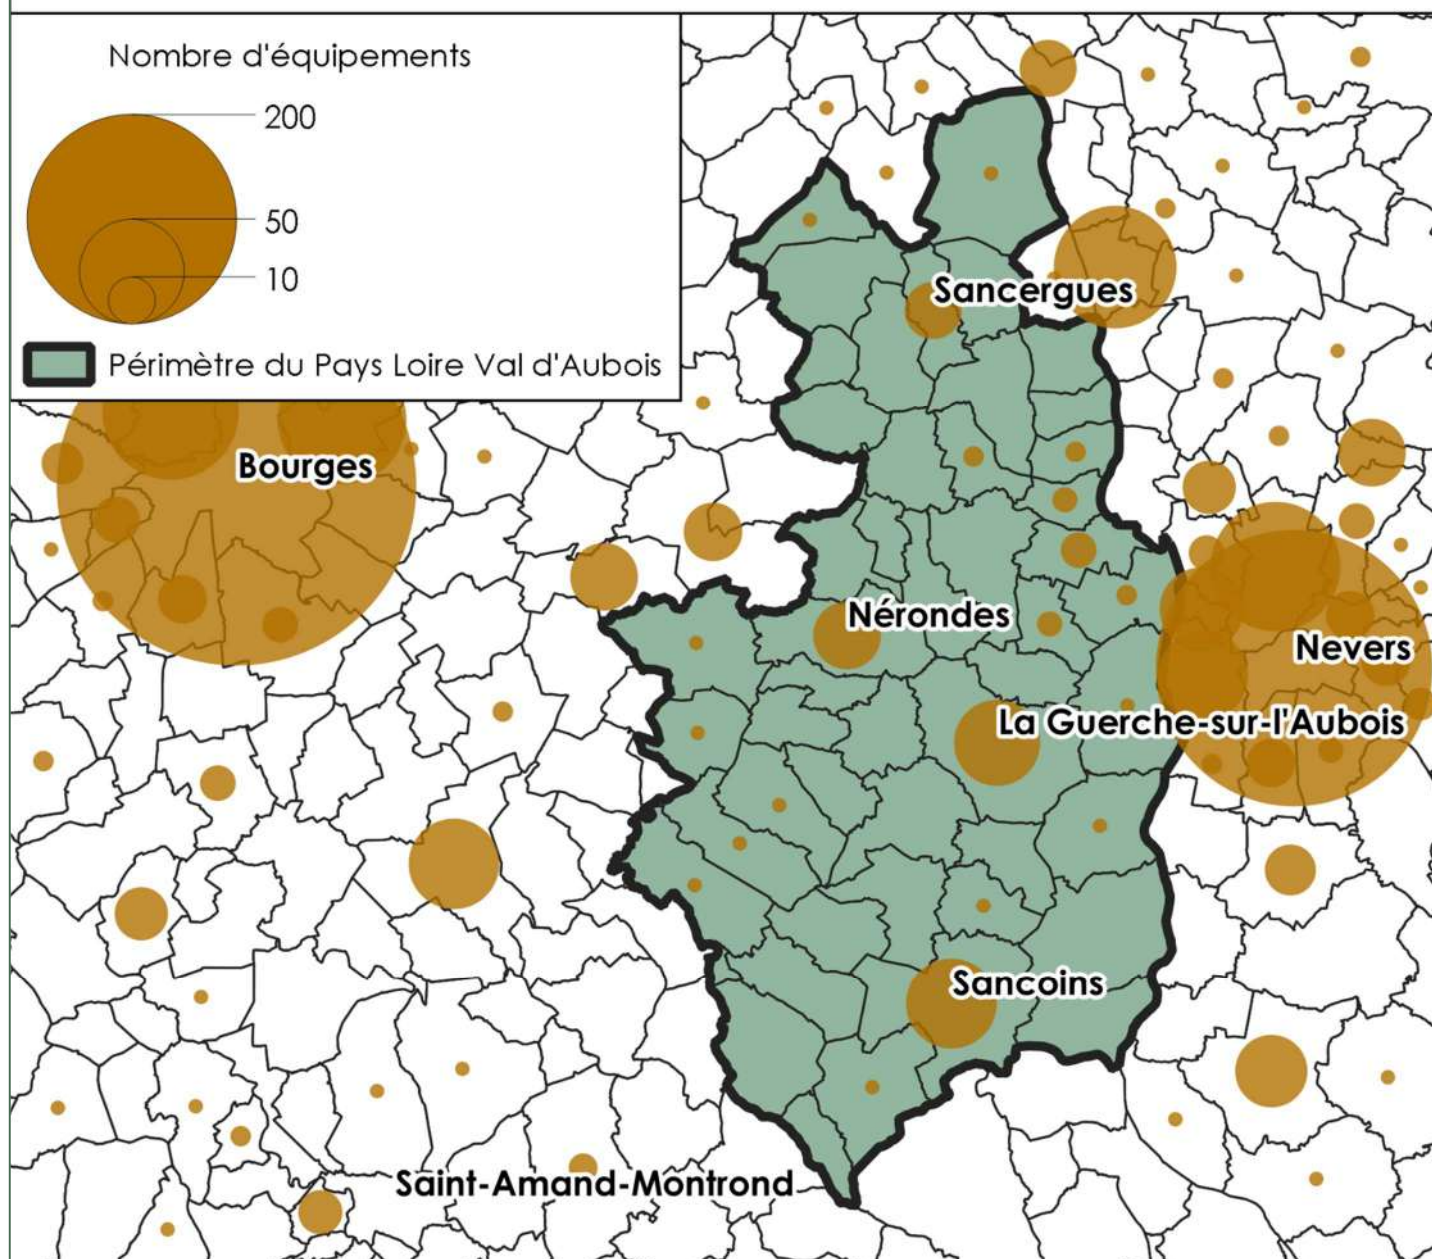 Nombre d'équipements
200
50
10
Périmètre du Pays Loire Val d'Aubois
Sancergues
Bourges
Nérondes
Nevers
La Guerche-sur-l'Aubois
Sancoins
Saint-Amand-Montrond